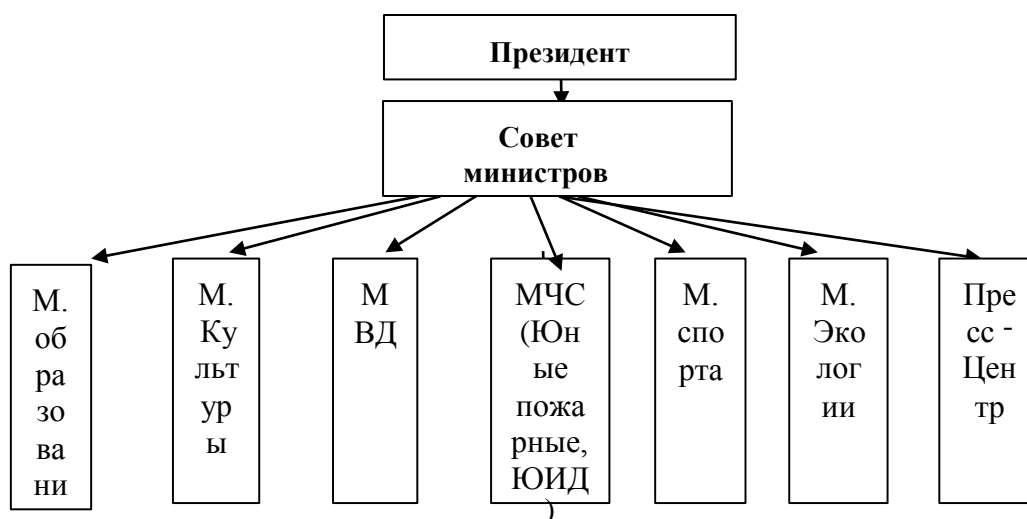 Президент
Совет
министров
М.
об
ра
зо
ва
ни
М.
Ку
льт
ур
ы
М
ВД
МЧС
(Юн
ые
пожа
рные,
ЮИД
)
М.
спо
рта
М.
Эко
лог
ии
Пре
сс -
Цен
тр